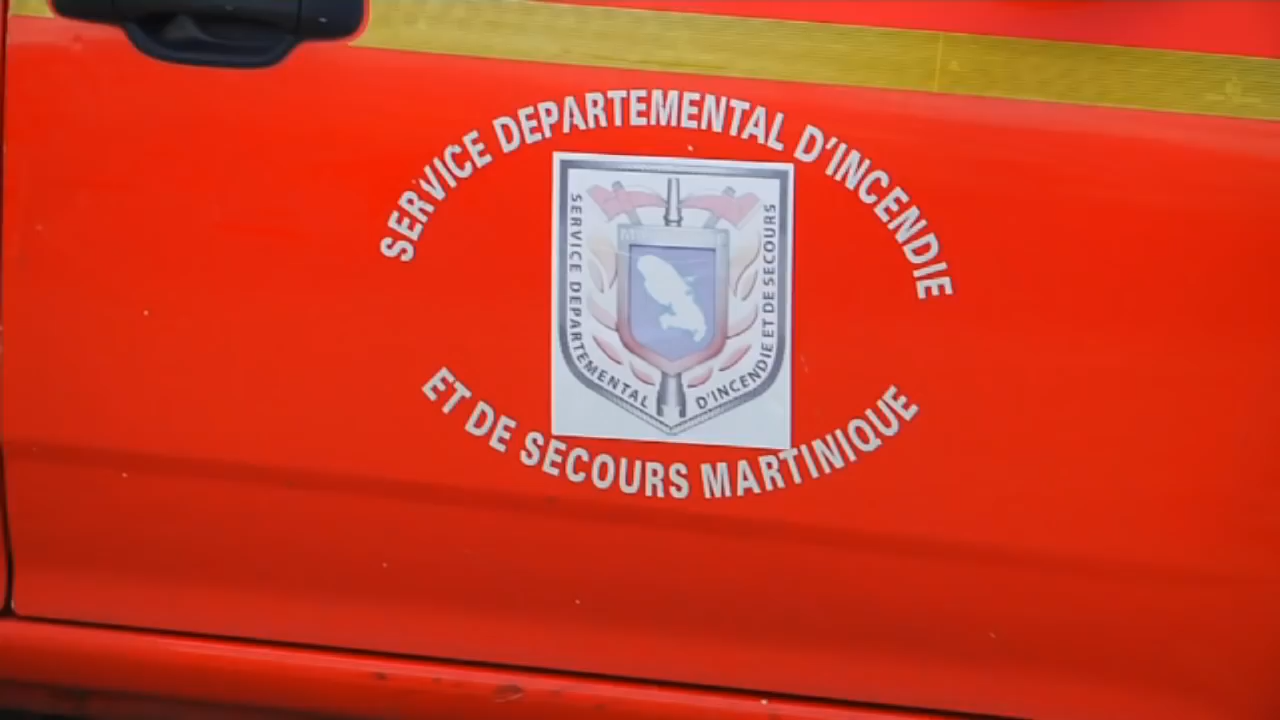 SERVICE DEPARTEMENTAL D'INCENDIE
SERVICE DEPARTEMENTAL
D'INCENDIE ET DE SECOURS
ET DE SECOURS MARTINIQUE